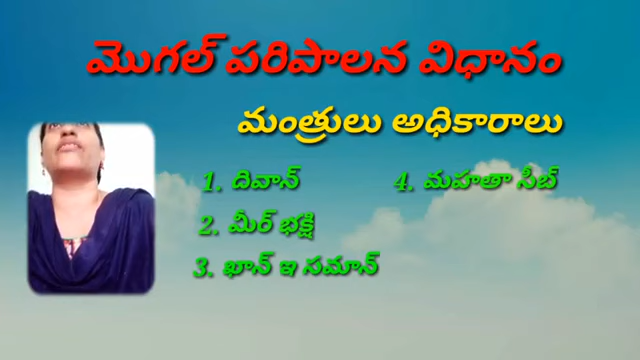 మొగల్ పరిపాలన విధానం
మంత్రులు అధికారాలు
1. దివాన్
2. మీర్ భక్షి
3. ఖాన్ ఇ సమాన్
4. మహతా సీబ్